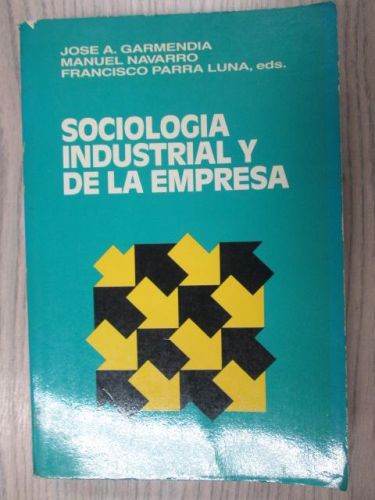 JOSE A. GARMENDIA
MANUEL NAVARRO
FRANCISCO PARRA LUNA, eds.
SOCIOLOGIA
INDUSTRIAL Y
DE LA EMPRESA